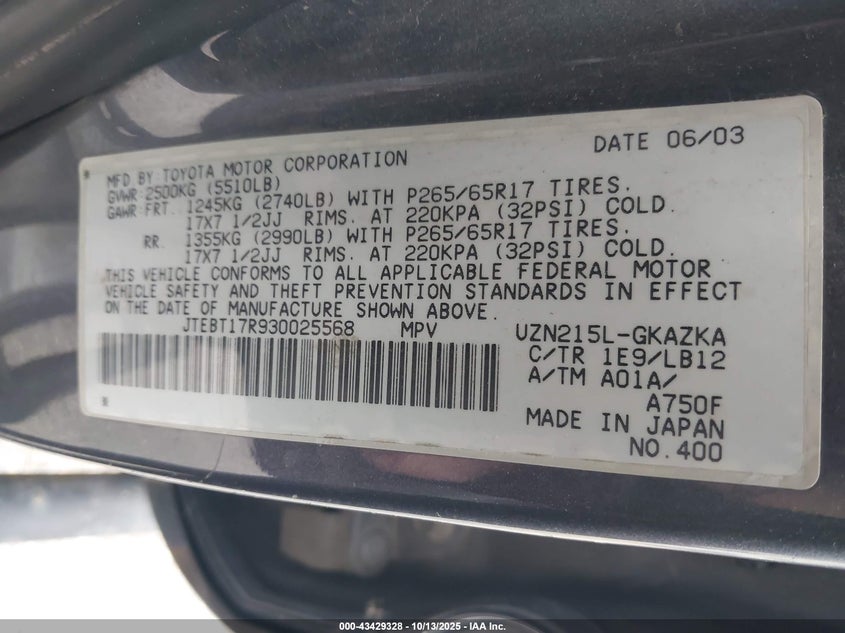 DATE 06/03
MFD BY TOYOTA MOTOR CORPORATION
GVWR 2500KG (5510LB)
GAWR FRT. 1245KG (2740LB) WITH P265/65R17 TIRES.
17X7 1/2JJ RIMS. AT 220KPA (32PSI) COLD.
RR. 1355KG (2990LB) WITH P265/65R17 TIRES.
17X7 1/2JJ RIMS. AT 220KPA (32PSI) COLD.
THIS VEHICLE CONFORMS TO ALL APPLICABLE FEDERAL MOTOR
VEHICLE SAFETY AND THEFT PREVENTION STANDARDS IN EFFECT
ON THE DATE OF MANUFACTURE SHOWN ABOVE.
JTEBT17R930025568 MPV UZN215L-GKAZKA
C/TR 1E9/LB12
A/TM A01A/
A750F
MADE IN JAPAN
NO.400
000-43429328 - 10/13/2025 - IAA Inc.